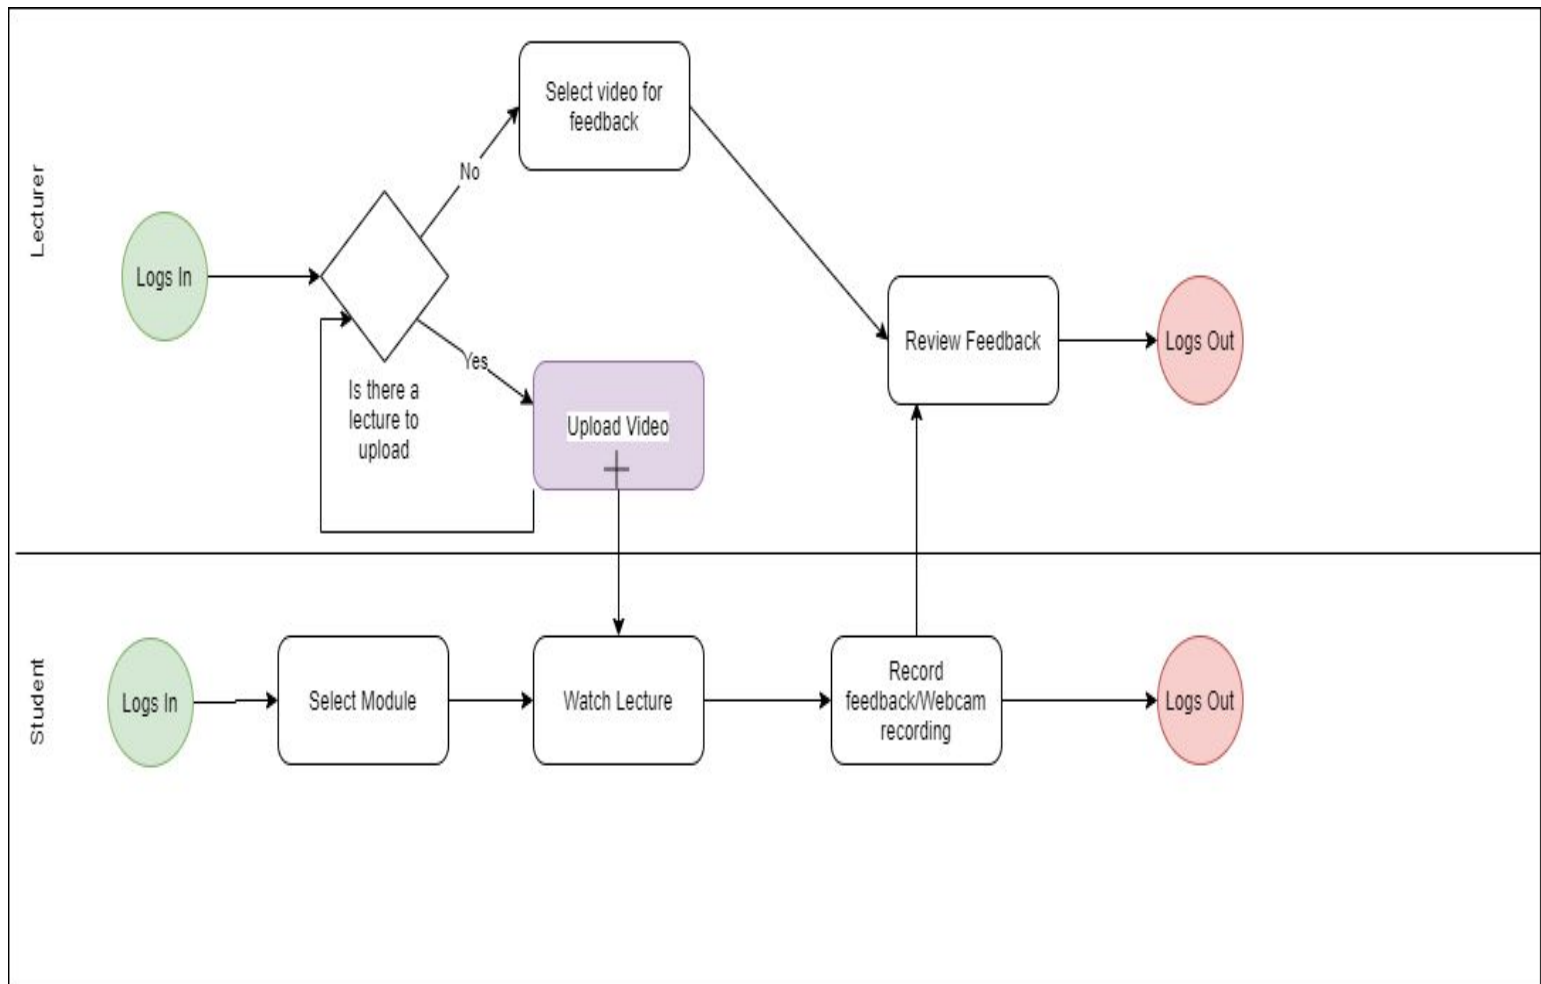 Lecturer
Logs In
Is there a
lecture to
upload
No
Yes
Select video for
feedback
Upload Video
Review Feedback
Logs Out
Student
Logs In
Select Module
Watch Lecture
Record
feedback/Webcam
recording
Logs Out